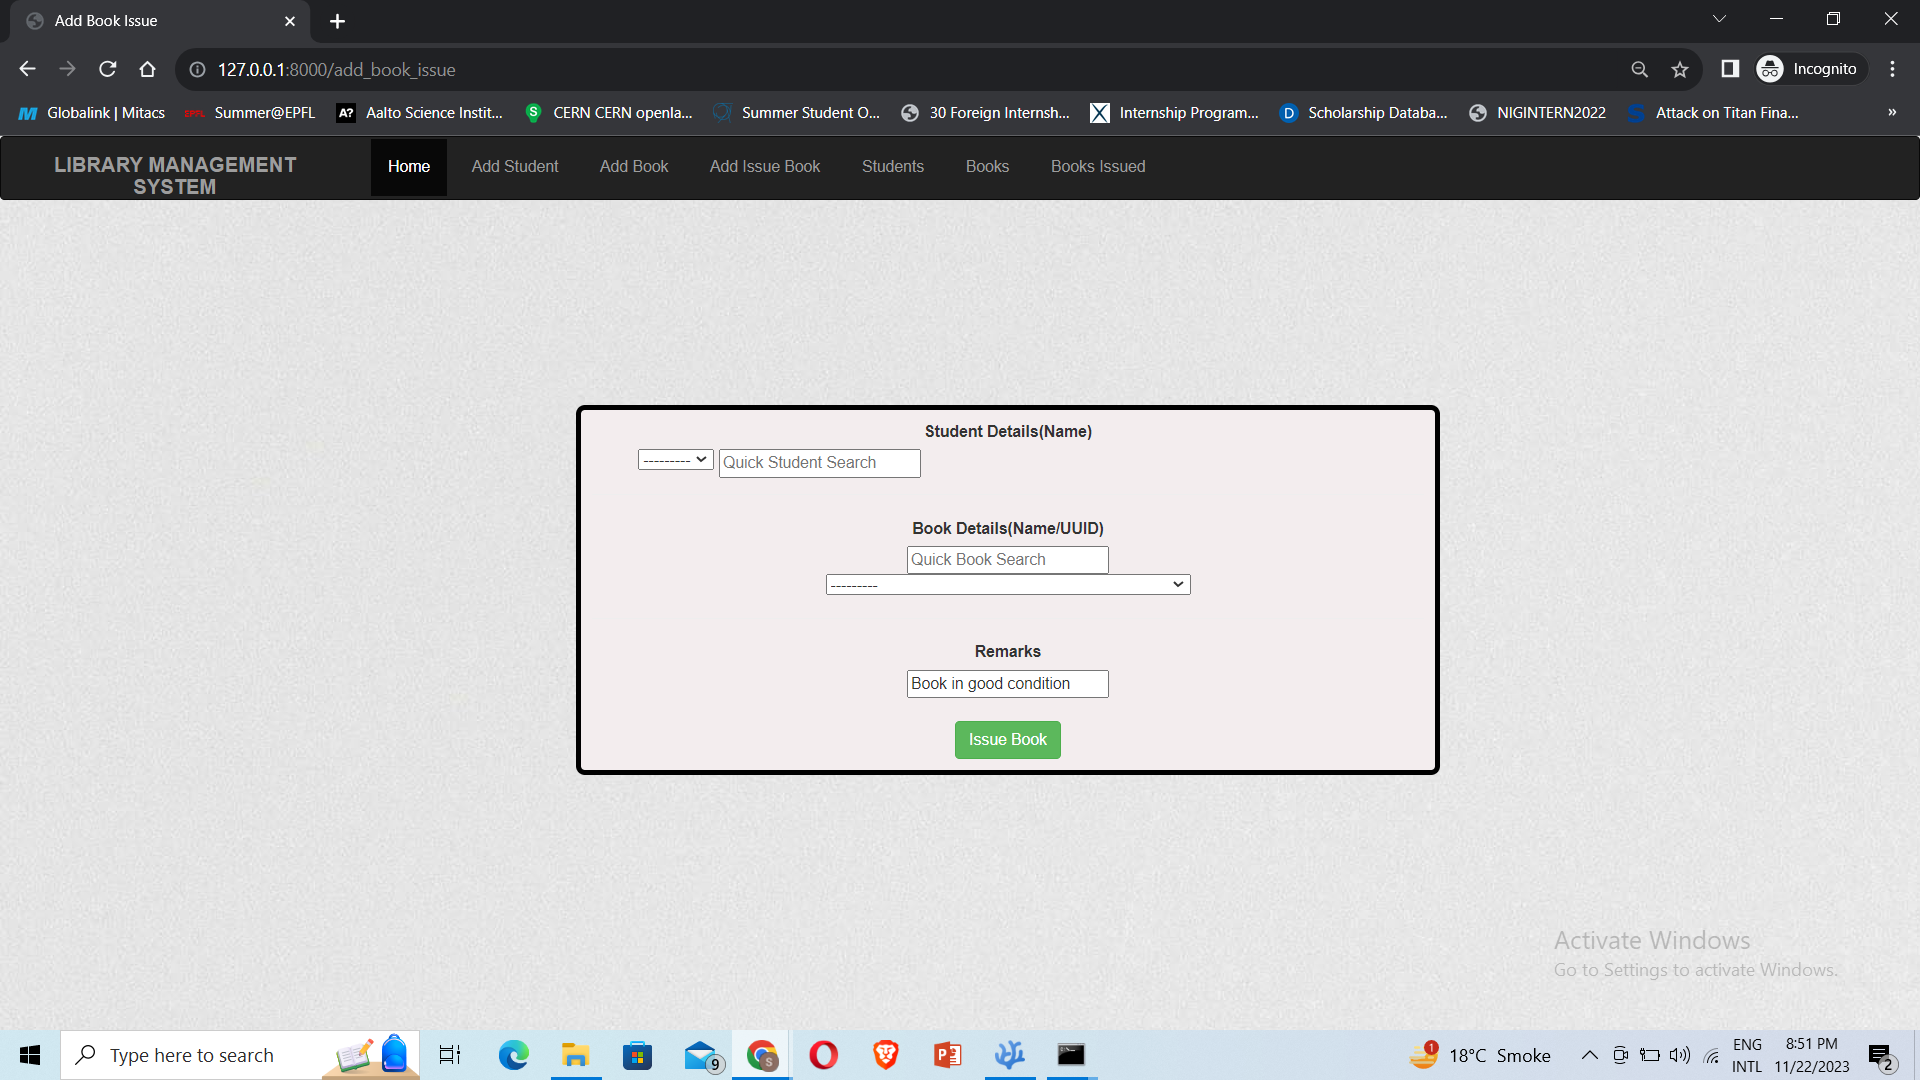 Add Book Issue
127.0.0.1:8000/add_book_issue
Incognito
Globalink | Mitacs
EPFL Summer@EPFL
A? Aalto Science Instit...
S CERN CERN openla...
Summer Student O...
30 Foreign Internsh...
Internship Program...
D Scholarship Databa...
NIGINTERN2022
S Attack on Titan Fina...
»
LIBRARY MANAGEMENT
SYSTEM
Home
Add Student
Add Book
Add Issue Book
Students
Books
Books Issued
Student Details(Name)
---------
Quick Student Search
Book Details(Name/UUID)
Quick Book Search
---------
Remarks
Book in good condition
Issue Book
Activate Windows
Go to Settings to activate Windows.
Type here to search
9
S
1
18°C Smoke
ENG
INTL
8:51 PM
11/22/2023
2